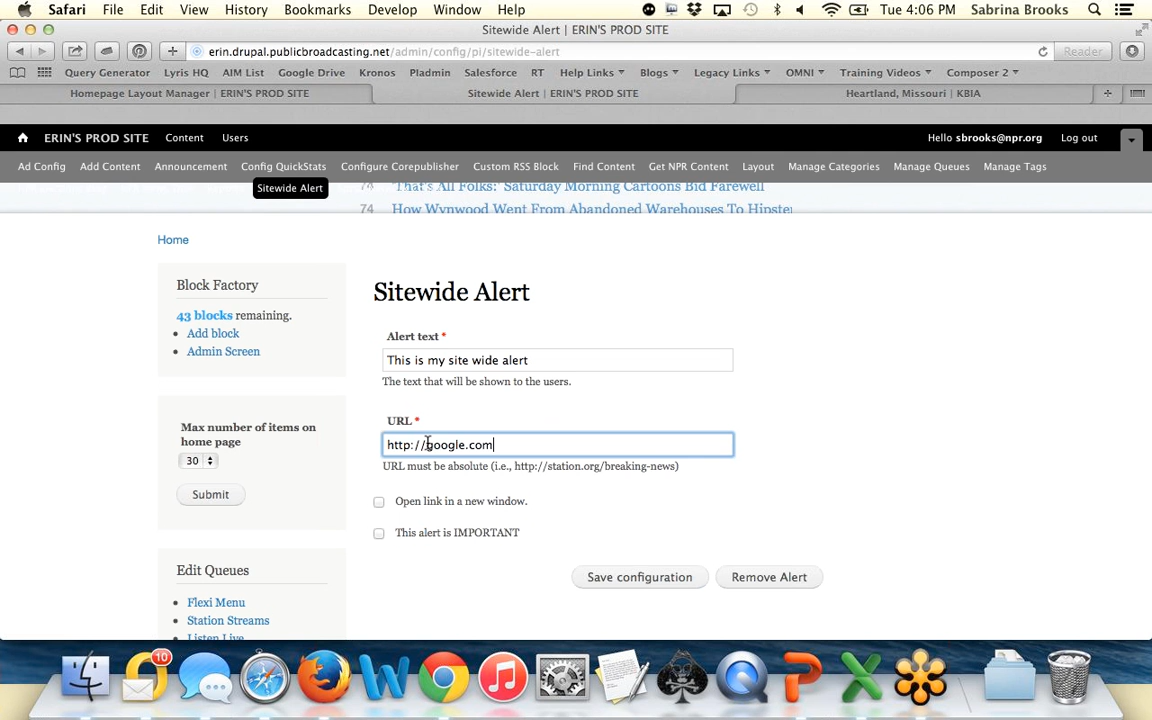 Safari File Edit View History Bookmarks Develop Window Help Tue 4:06 PM Sabrina Brooks
Sitewide Alert | ERIN'S PROD SITE
erin.drupal.publicbroadcasting.net/admin/config/pi/sitewide-alert Reader
Query Generator Lyris HQ AIM List Google Drive Kronos PIadmin Salesforce RT Help Links Blogs Legacy Links OMNI Training Videos Composer 2
Homepage Layout Manager | ERIN'S PROD SITE Sitewide Alert | ERIN'S PROD SITE Heartland, Missouri | KBIA
ERIN'S PROD SITE Content Users Hello sbrooks@npr.org Log out
Ad Config Add Content Announcement Config QuickStats Configure Corepublisher Custom RSS Block Find Content Get NPR Content Layout Manage Categories Manage Queues Manage Tags
Sitewide Alert
74 'That's All Folks:' Saturday Morning Cartoons Bid Farewell
74 How Wynwood Went From Abandoned Warehouses To Hipster
Home
Block Factory
43 blocks remaining.
Add block
Admin Screen
Max number of items on
home page
30
Submit
Edit Queues
Flexi Menu
Station Streams
Listen Live
Sitewide Alert
Alert text *
This is my site wide alert
The text that will be shown to the users.
URL *
http://google.com
URL must be absolute (i.e., http://station.org/breaking-news)
Open link in a new window.
This alert is IMPORTANT
Save configuration Remove Alert
10